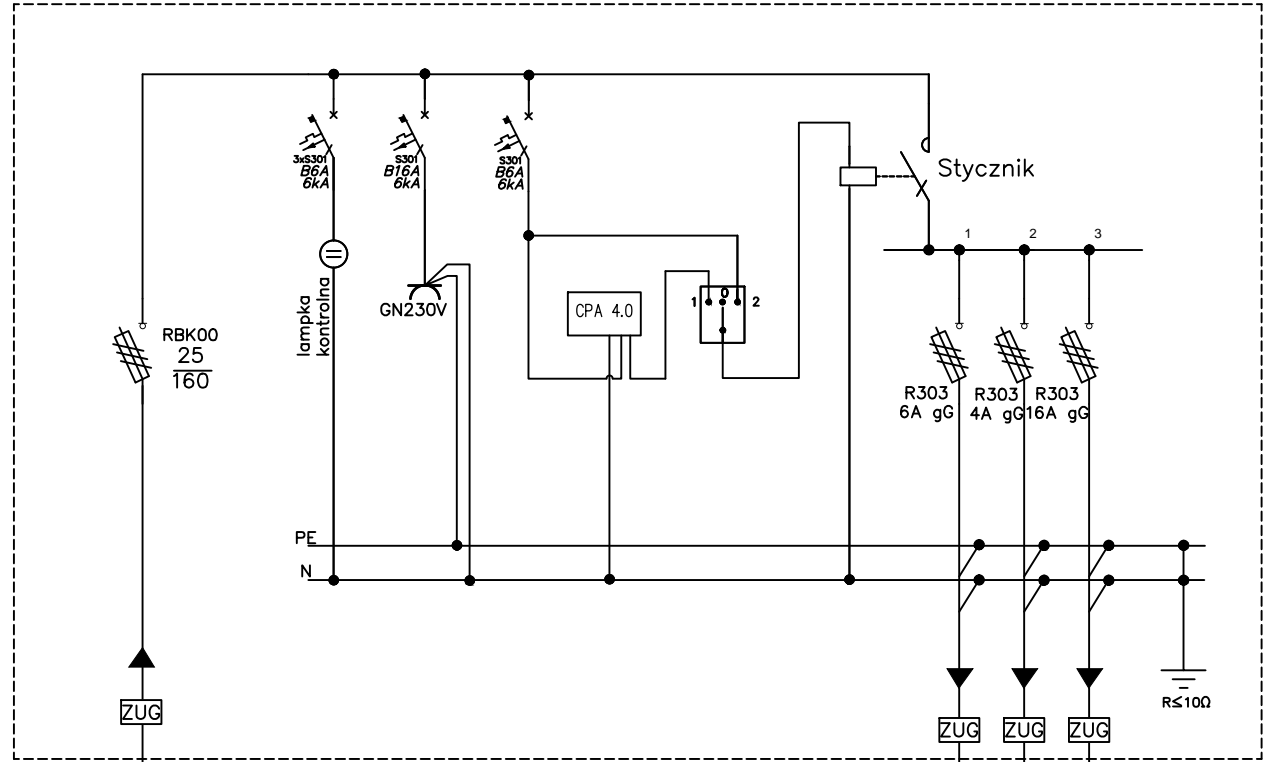 3xS301
B6A
6kA
S301
B16A
6kA
S301
B6A
6kA
Stycznik
1
2
3
lampka
kontrolna
GN230V
CPA 4.0
1
0
2
RBK00
25
160
R303
6A gG
R303
4A gG
R303
16A gG
PE
N
ZUG
ZUG
ZUG
ZUG
R≤10Ω